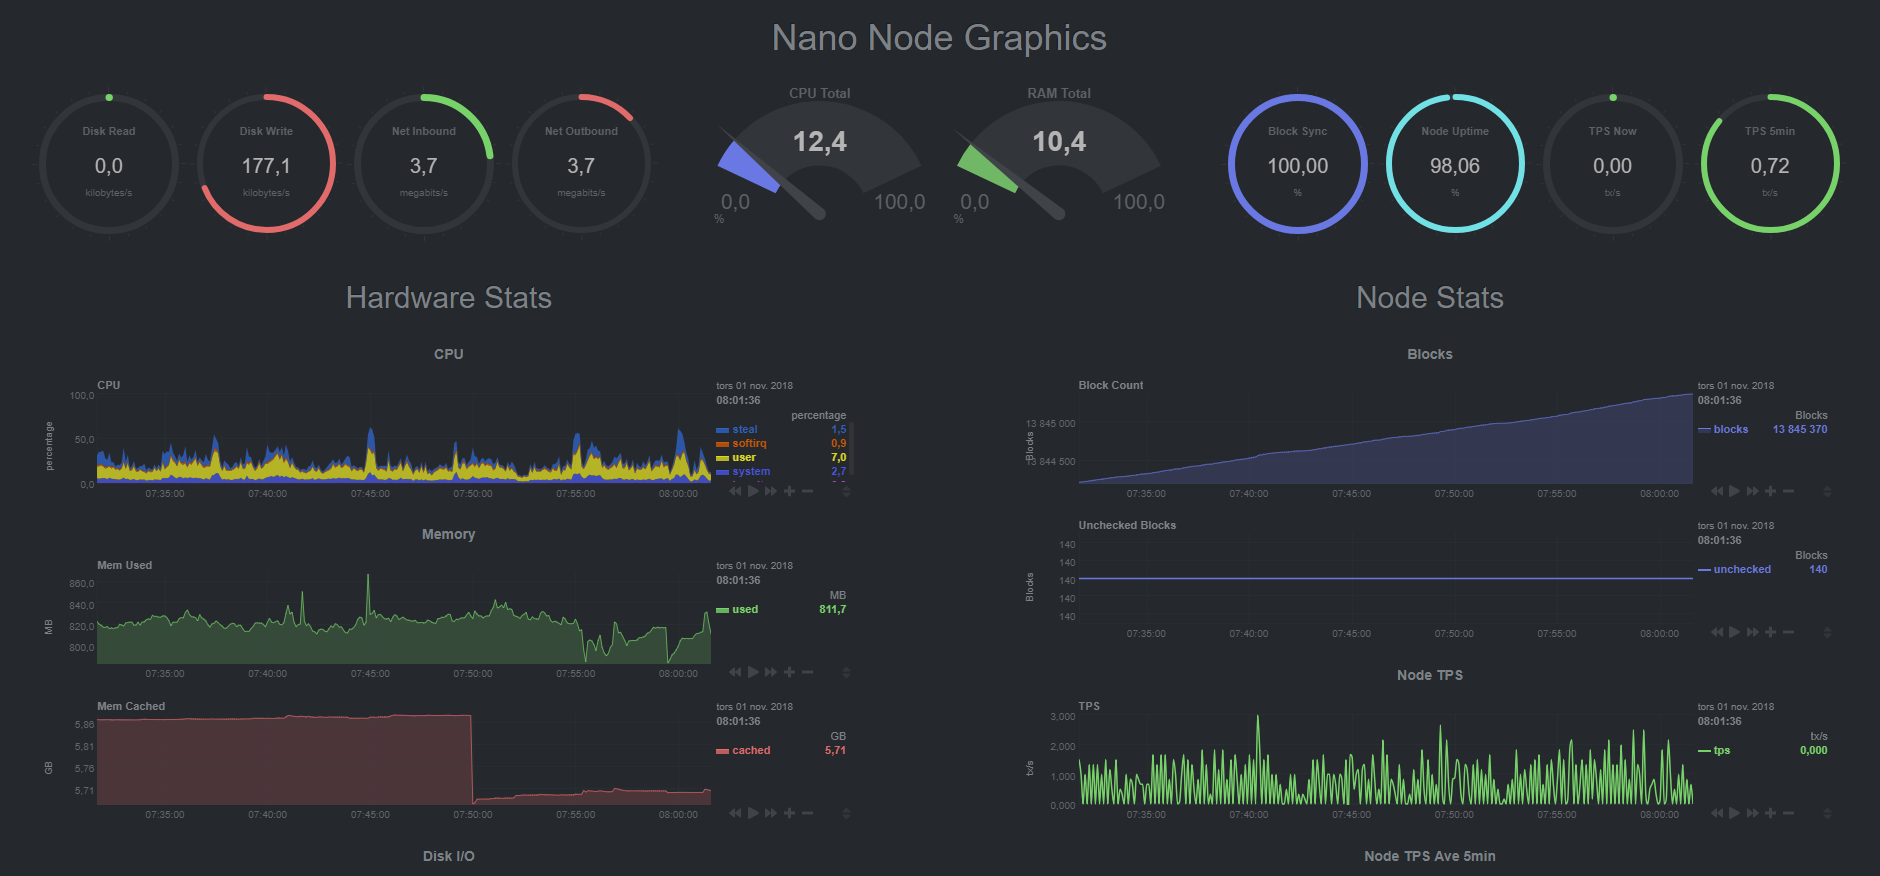 Nano Node Graphics
Disk Read
0,0
kilobytes/s
Disk Write
177,1
kilobytes/s
Net Inbound
3,7
megabits/s
Net Outbound
3,7
megabits/s
CPU Total
12,4
0,0
100,0
%
RAM Total
10,4
0,0
100,0
%
Block Sync
100,00
%
Node Uptime
98,06
%
TPS Now
0,00
tx/s
TPS 5min
0,72
tx/s
Hardware Stats
CPU
CPU
percentage
100,0
50,0
0,0
07:35:00 07:40:00 07:45:00 07:50:00 07:55:00 08:00:00
tors 01 nov. 2018
08:01:36
percentage
steal 1,5
softirq 0,9
user 7,0
system 2,7
Memory
Mem Used
MB
860,0
840,0
820,0
800,0
07:35:00 07:40:00 07:45:00 07:50:00 07:55:00 08:00:00
tors 01 nov. 2018
08:01:36
MB
used 811,7
Mem Cached
GB
5,86
5,81
5,76
5,71
07:35:00 07:40:00 07:45:00 07:50:00 07:55:00 08:00:00
tors 01 nov. 2018
08:01:36
GB
cached 5,71
Disk I/O
Node Stats
Blocks
Block Count
Blocks
13 845 000
13 844 500
07:35:00 07:40:00 07:45:00 07:50:00 07:55:00 08:00:00
tors 01 nov. 2018
08:01:36
Blocks
blocks 13 845 370
Unchecked Blocks
Blocks
140
140
140
140
140
07:35:00 07:40:00 07:45:00 07:50:00 07:55:00 08:00:00
tors 01 nov. 2018
08:01:36
Blocks
unchecked 140
Node TPS
TPS
tx/s
3,000
2,000
1,000
0,000
07:35:00 07:40:00 07:45:00 07:50:00 07:55:00 08:00:00
tors 01 nov. 2018
08:01:36
tx/s
tps 0,000
Node TPS Ave 5min